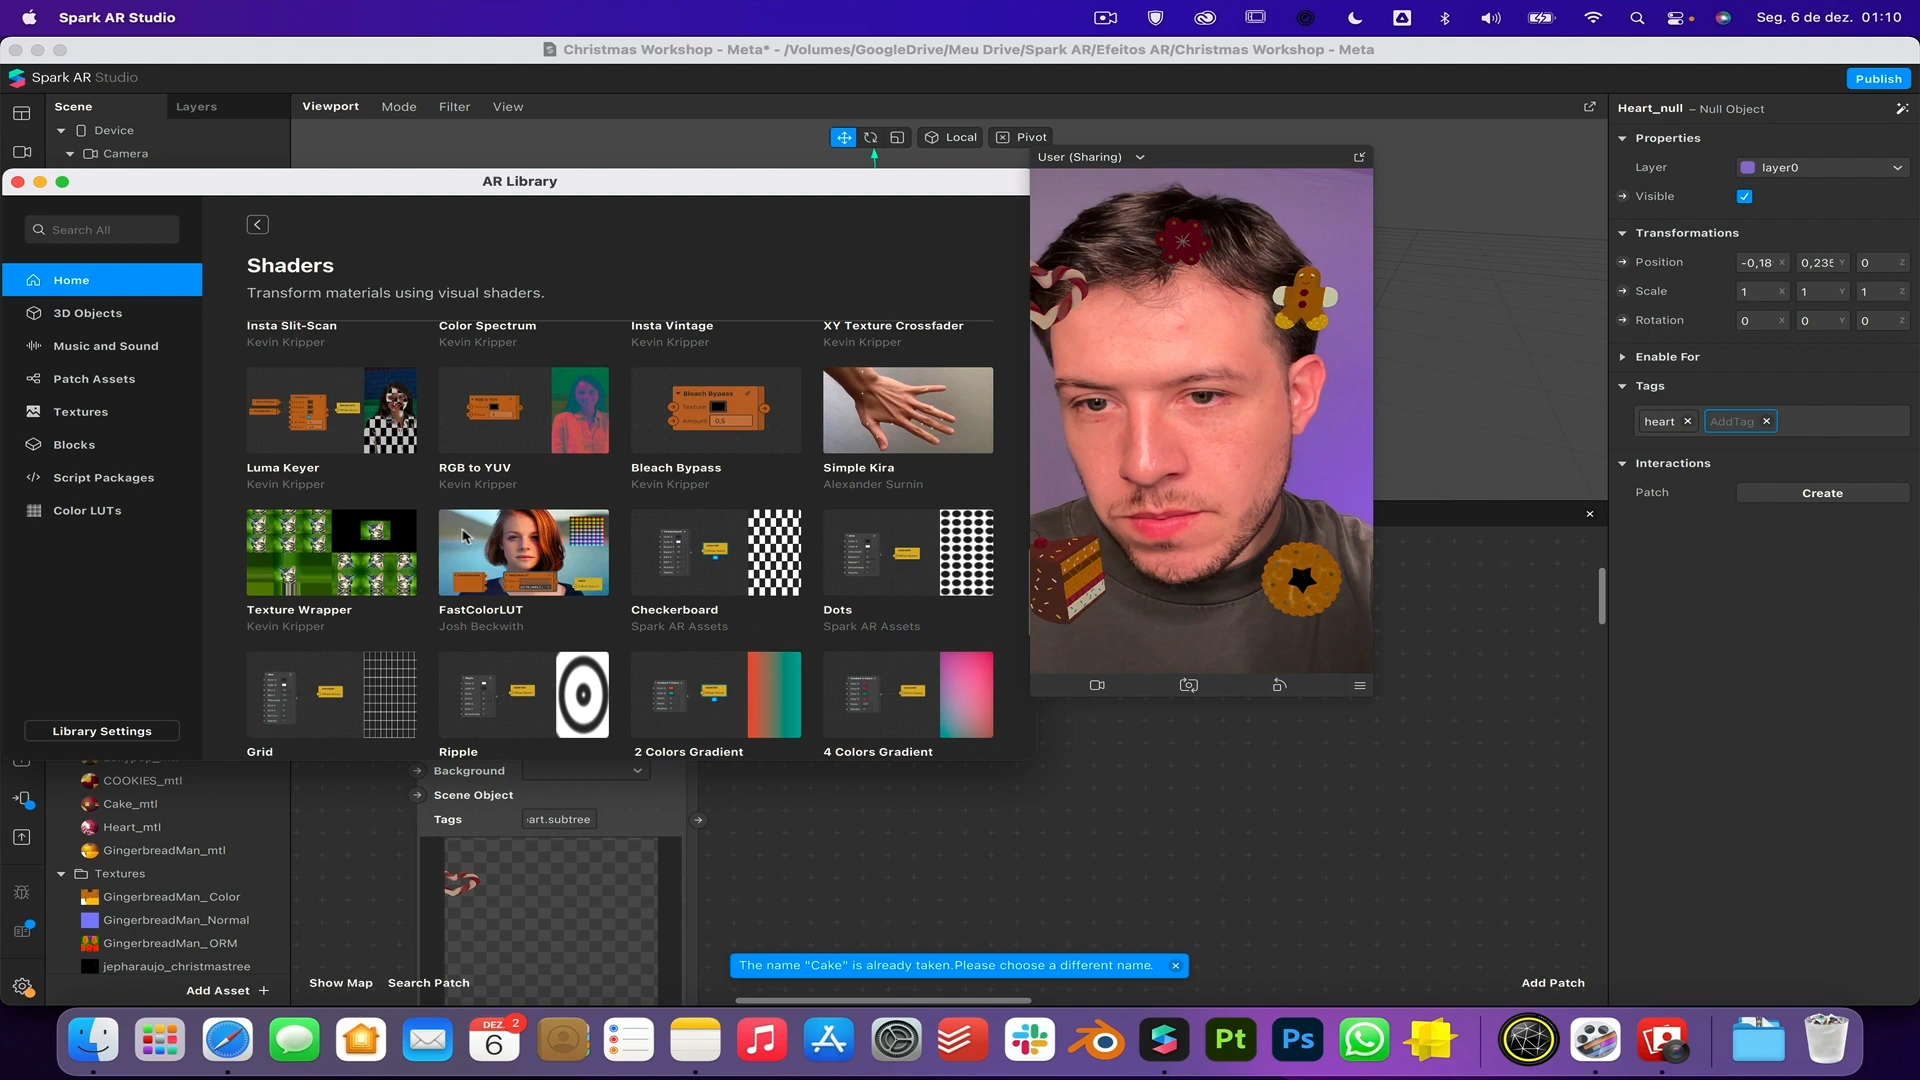 Spark AR Studio
Seg. 6 de dez. 01:10
Christmas Workshop - Meta* - /Volumes/GoogleDrive/Meu Drive/Spark AR/Efeitos AR/Christmas Workshop - Meta
Spark AR Studio
Publish
Scene
Layers
Viewport
Mode
Filter
View
Heart_null – Null Object
Device
Camera
Local
Pivot
User (Sharing)
Properties
Layer
layer0
Visible
Transformations
Position
-0,18 X
0,235 Y
0 Z
Scale
1 X
1 Y
1 Z
Rotation
0 X
0 Y
0 Z
Enable For
Tags
heart
AddTag
Interactions
Patch
Create
AR Library
Search All
Home
3D Objects
Music and Sound
Patch Assets
Textures
Blocks
Script Packages
Color LUTs
Library Settings
Shaders
Transform materials using visual shaders.
Insta Slit-Scan
Kevin Kripper
Color Spectrum
Kevin Kripper
Insta Vintage
Kevin Kripper
XY Texture Crossfader
Kevin Kripper
Bleach Bypass
Texture
Amount 0,5
Luma Keyer
Kevin Kripper
RGB to YUV
Kevin Kripper
Bleach Bypass
Kevin Kripper
Simple Kira
Alexander Surnin
Texture Wrapper
Kevin Kripper
FastColorLUT
Josh Beckwith
Checkerboard
Spark AR Assets
Dots
Spark AR Assets
Grid
Ripple
2 Colors Gradient
4 Colors Gradient
COOKIES_mtl
Cake_mtl
Heart_mtl
GingerbreadMan_mtl
Textures
GingerbreadMan_Color
GingerbreadMan_Normal
GingerbreadMan_ORM
jepharaujo_christmastree
Add Asset
Background
Scene Object
Tags
art.subtree
Show Map
Search Patch
The name "Cake" is already taken.Please choose a different name.
Add Patch
DEZ.
2
6
Pt
Ps